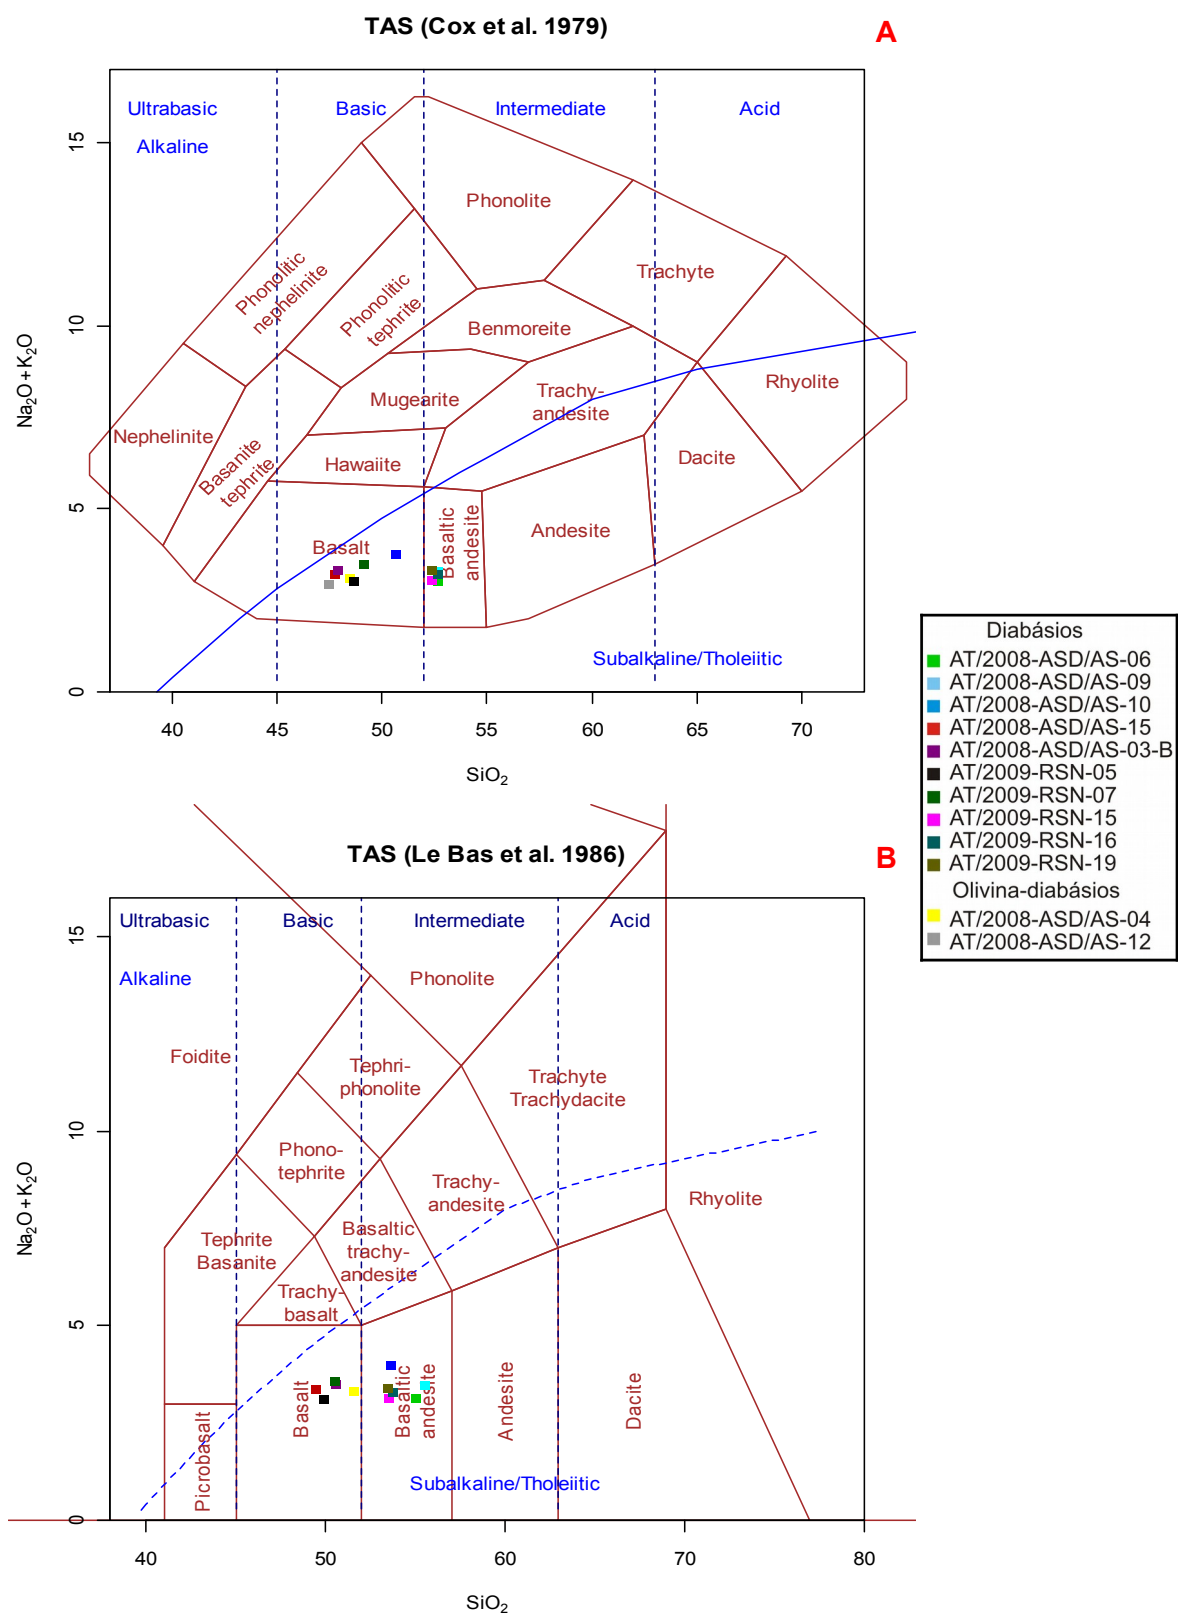 TAS (Cox et al. 1979)
A
Ultrabasic
Basic
Intermediate
Acid
Alkaline
Phonolite
Trachyte
Phonolitic
nephelinite
Phonolitic
tephrite
Benmoreite
Rhyolite
Mugearite
Trachy-
andesite
Nephelinite
Basanite
tephrite
Hawaiite
Dacite
Basalt
Basaltic
andesite
Andesite
Subalkaline/Tholeiitic
Na₂O+K₂O
0
5
10
15
40
45
50
55
60
65
70
SiO₂
Diabásios
AT/2008-ASD/AS-06
AT/2008-ASD/AS-09
AT/2008-ASD/AS-10
AT/2008-ASD/AS-15
AT/2008-ASD/AS-03-B
AT/2009-RSN-05
AT/2009-RSN-07
AT/2009-RSN-15
AT/2009-RSN-16
AT/2009-RSN-19
Olivina-diabásios
AT/2008-ASD/AS-04
AT/2008-ASD/AS-12
TAS (Le Bas et al. 1986)
B
Ultrabasic
Basic
Intermediate
Acid
Alkaline
Phonolite
Foidite
Tephri-
phonolite
Trachyte
Trachydacite
Phono-
tephrite
Trachy-
andesite
Rhyolite
Tephrite
Basanite
Basaltic
trachy-
andesite
Trachy-
basalt
Picrobasalt
Basalt
Basaltic
andesite
Andesite
Dacite
Subalkaline/Tholeiitic
Na₂O+K₂O
0
5
10
15
40
50
60
70
80
SiO₂